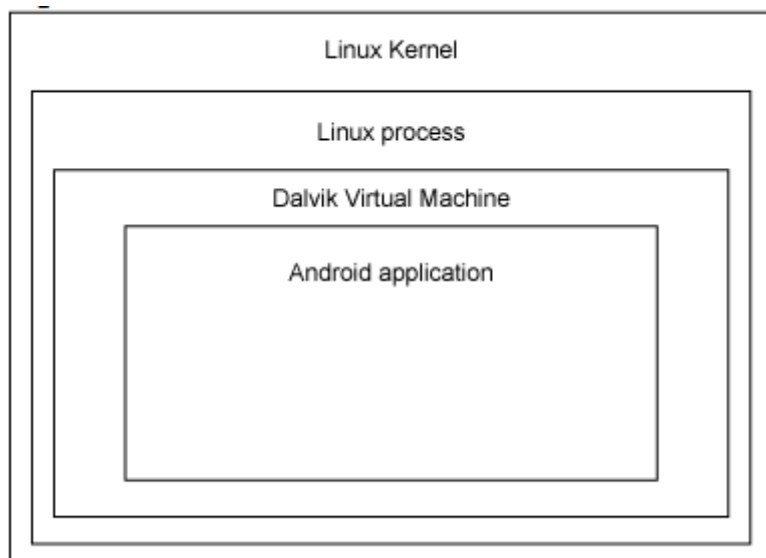 Linux Kernel
Linux process
Dalvik Virtual Machine
Android application